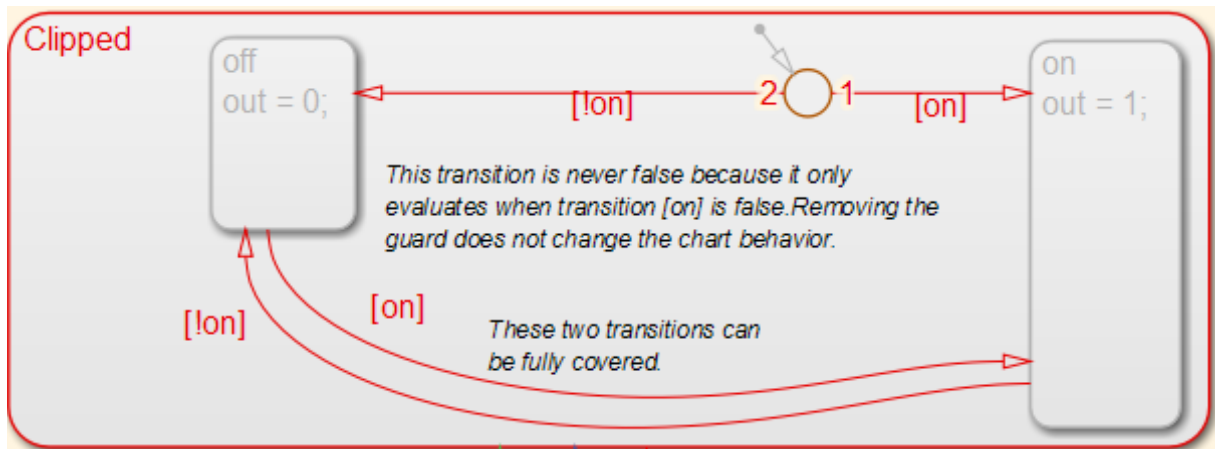 Clipped
off
out = 0;
[!on]
2
1
[on]
on
out = 1;
This transition is never false because it only
evaluates when transition [on] is false.Removing the
guard does not change the chart behavior.
[!on]
[on]
These two transitions can
be fully covered.